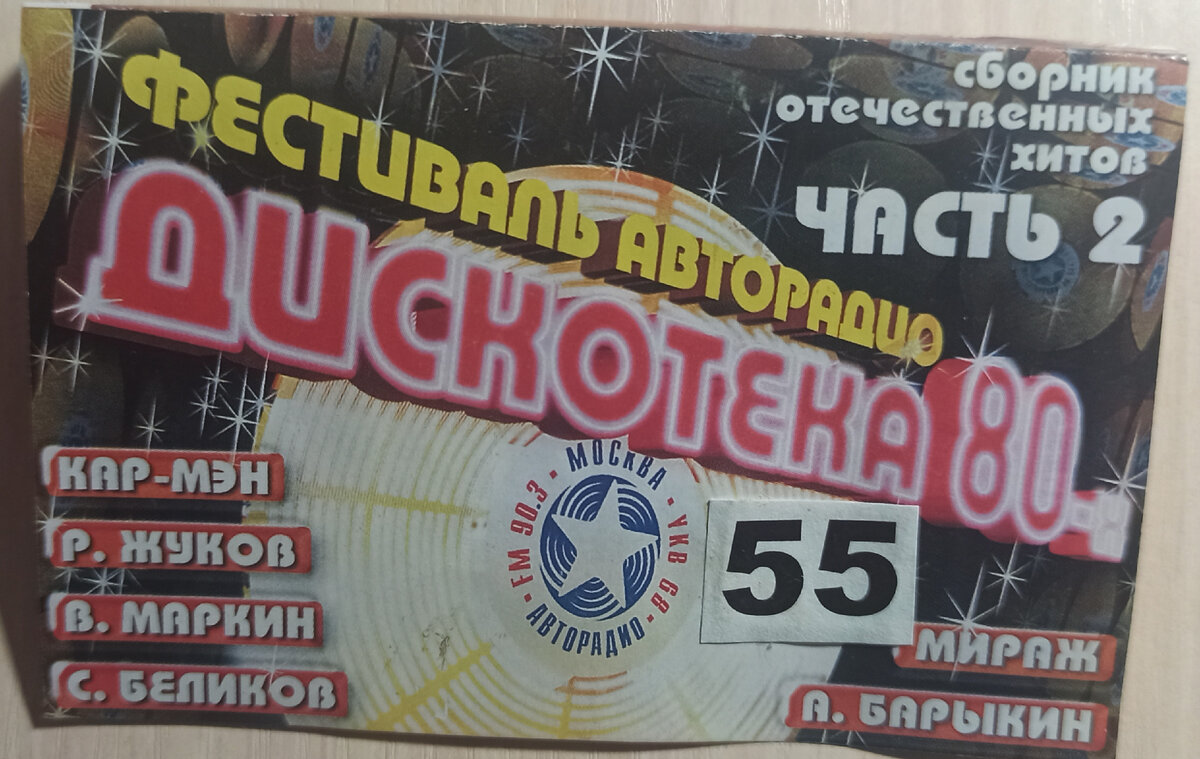 сборник
отечественных
хитов
ЧАСТЬ 2
ФЕСТИВАЛЬ АВТОРАДИО
ДИСКОТЕКА 80-х
КАР-МЭН
Р. ЖУКОВ
В. МАРКИН
С. БЕЛИКОВ
МОСКВА · УКВ 68 · АВТОРАДИО · FM 90.3 ·
55
МИРАЖ
А. БАРЫКИН